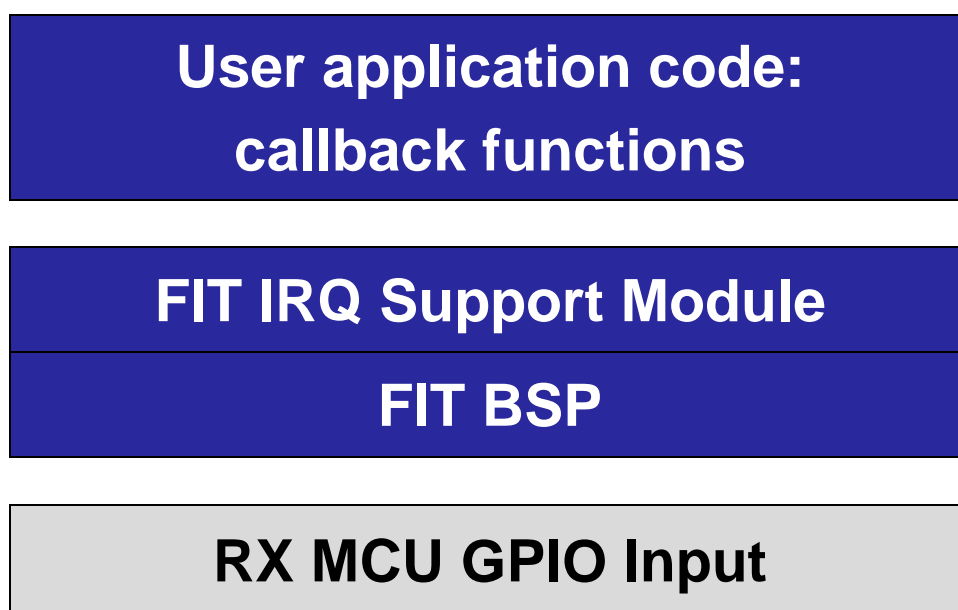 User application code:
callback functions
FIT IRQ Support Module
FIT BSP
RX MCU GPIO Input